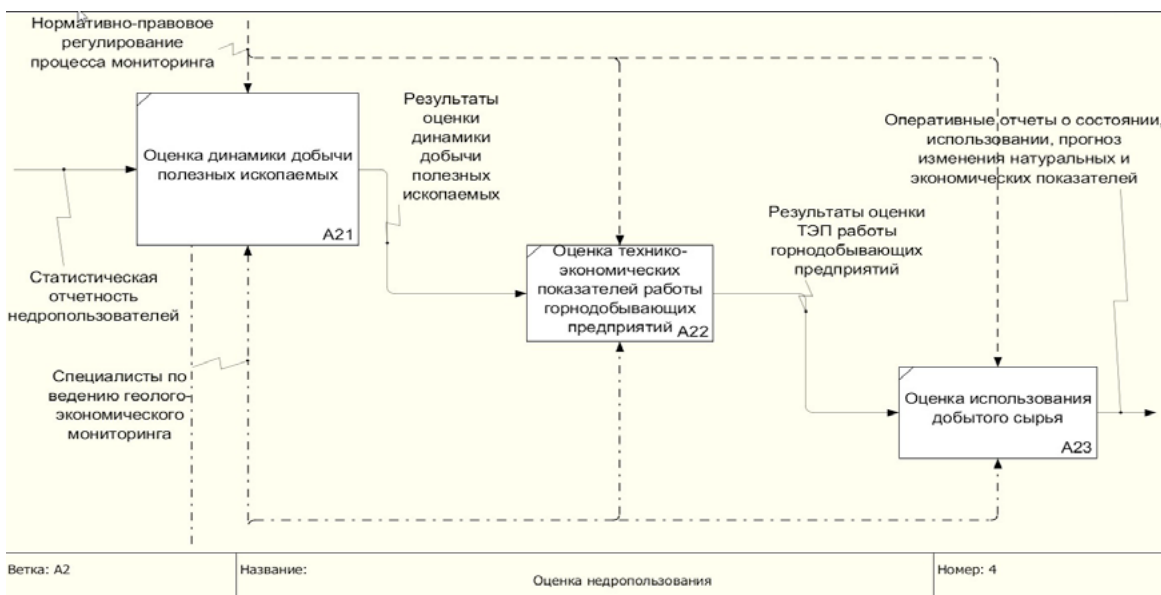 Нормативно-правовое
регулирование
процесса мониторинга
Оценка динамики добычи
полезных ископаемых
A21
Результаты
оценки
динамики
добычи
полезных
ископаемых
Оперативные отчеты о состоянии,
использовании, прогноз
изменения натуральных и
экономических показателей
Статистическая
отчетность
недропользователей
Оценка технико-
экономических
показателей работы
горнодобывающих
предприятий
A22
Результаты оценки
ТЭП работы
горнодобывающих
предприятий
Специалисты по
ведению геолого-
экономического
мониторинга
Оценка использования
добытого сырья
A23
Ветка: A2
Название:
Оценка недропользования
Номер: 4